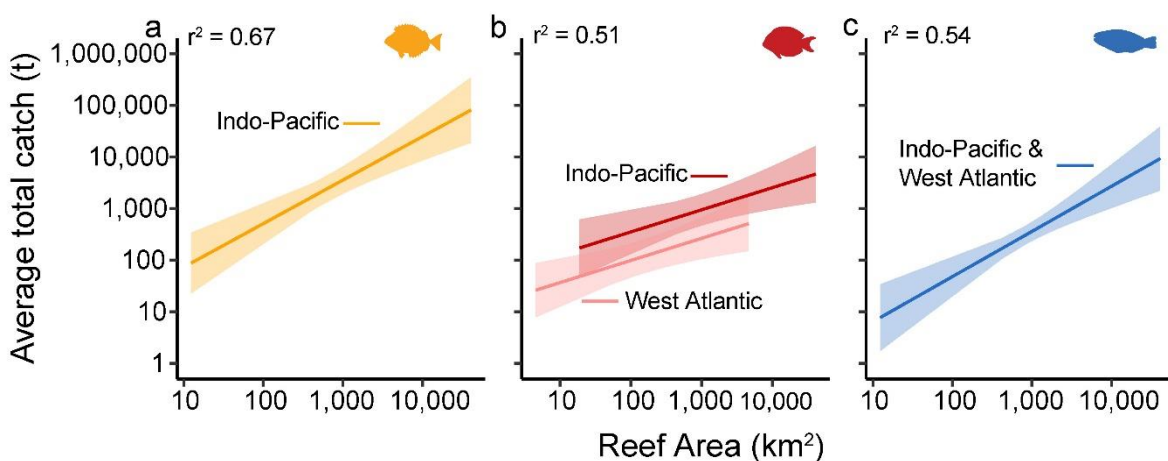 Average total catch (t)
1,000,000
100,000
10,000
1,000
100
10
1
a
r² = 0.67
Indo-Pacific
10
100
1,000
10,000
b
r² = 0.51
Indo-Pacific
West Atlantic
10
100
1,000
10,000
c
r² = 0.54
Indo-Pacific &
West Atlantic
10
100
1,000
10,000
Reef Area (km²)